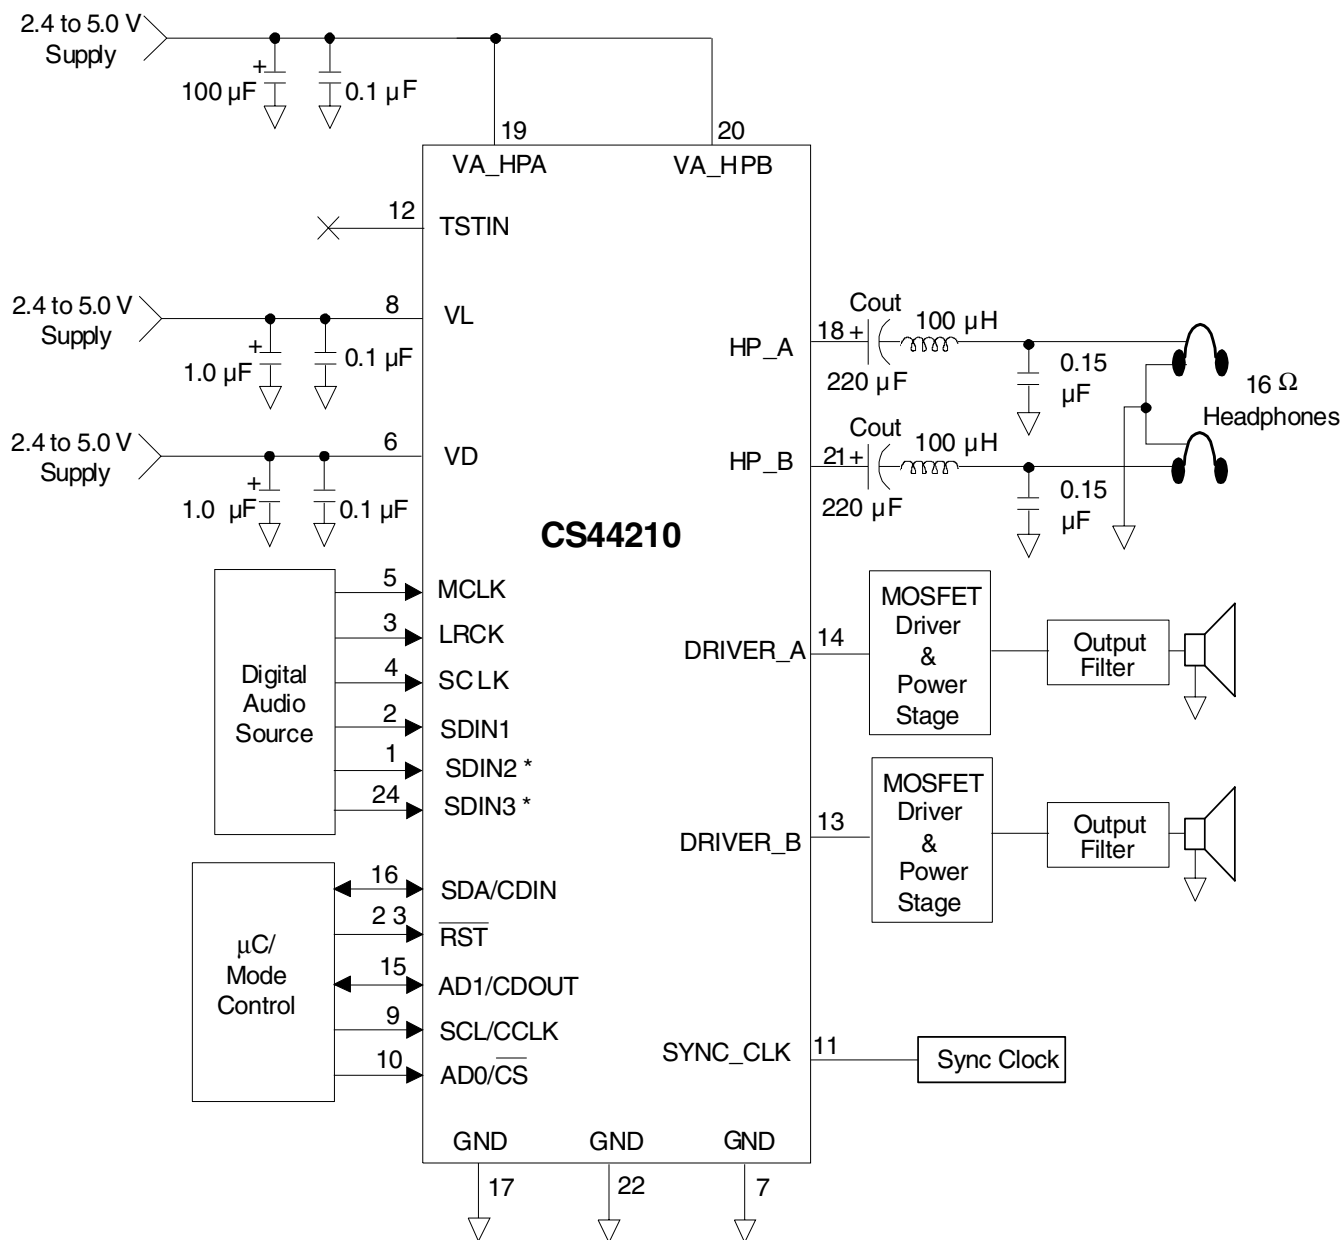 2.4 to 5.0 V
Supply
+
100 µF
0.1 µF
19
20
VA_HPA
VA_HPB
12
TSTIN
2.4 to 5.0 V
Supply
8
VL
+
1.0 µF
0.1 µF
2.4 to 5.0 V
Supply
6
VD
+
1.0 µF
0.1 µF
HP_A
18
+
Cout
220 µF
100 µH
0.15
µF
16 Ω
Headphones
HP_B
21
+
Cout
220 µF
100 µH
0.15
µF
CS44210
Digital
Audio
Source
5
MCLK
3
LRCK
4
SCLK
2
SDIN1
1
SDIN2 *
24
SDIN3 *
DRIVER_A
14
MOSFET
Driver
&
Power
Stage
Output
Filter
DRIVER_B
13
MOSFET
Driver
&
Power
Stage
Output
Filter
µC/
Mode
Control
16
SDA/CDIN
2 3
RST
15
AD1/CDOUT
9
SCL/CCLK
10
AD0/CS
SYNC_CLK
11
Sync Clock
GND
GND
GND
17
22
7